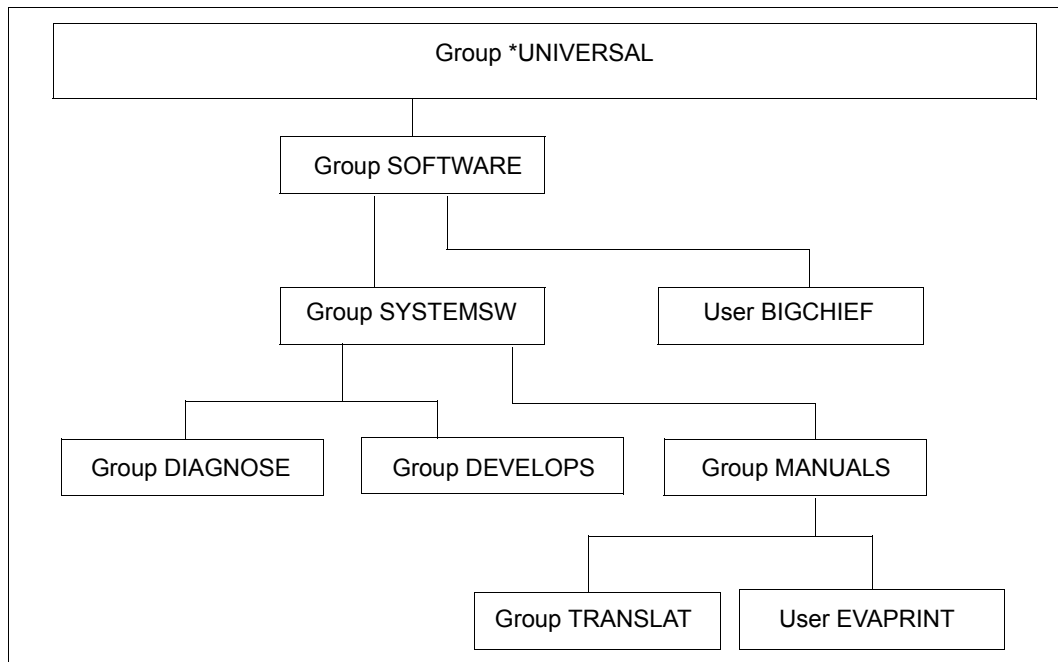 Group *UNIVERSAL
Group SOFTWARE
Group SYSTEMSW
User BIGCHIEF
Group DIAGNOSE
Group DEVELOPS
Group MANUALS
Group TRANSLAT
User EVAPRINT